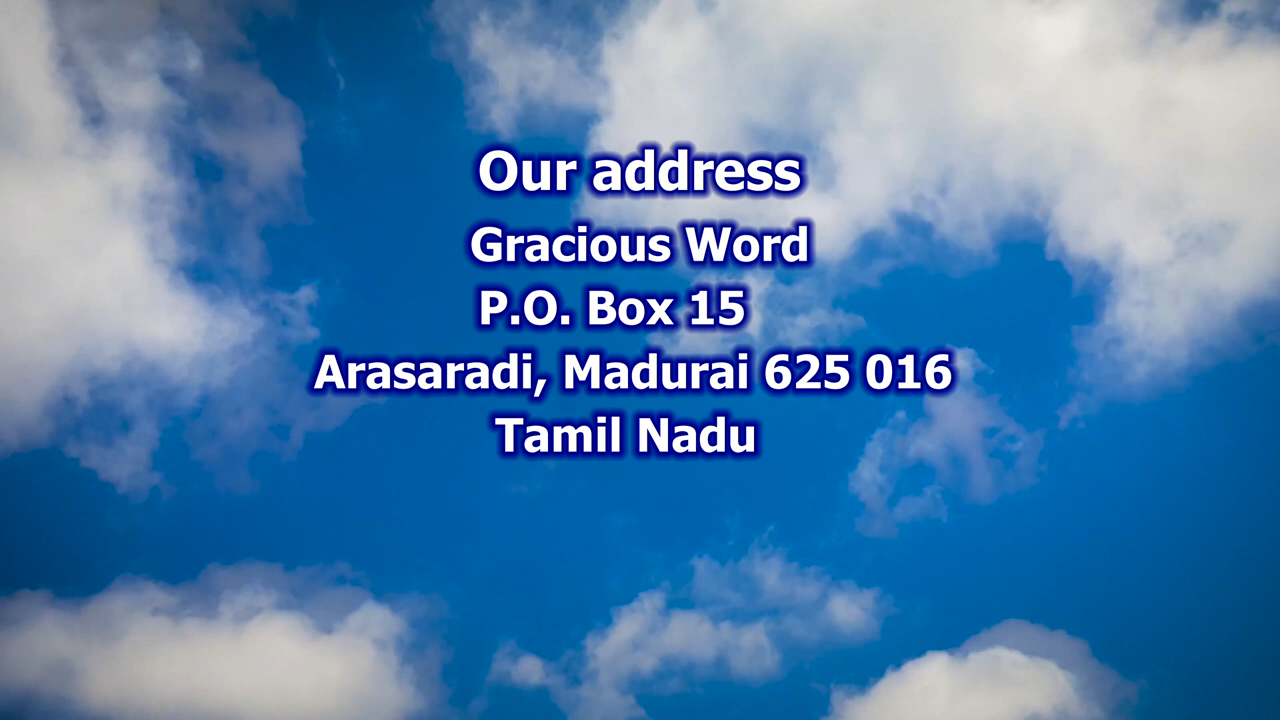 Our address
Gracious Word
P.O. Box 15
Arasaradi, Madurai 625 016
Tamil Nadu